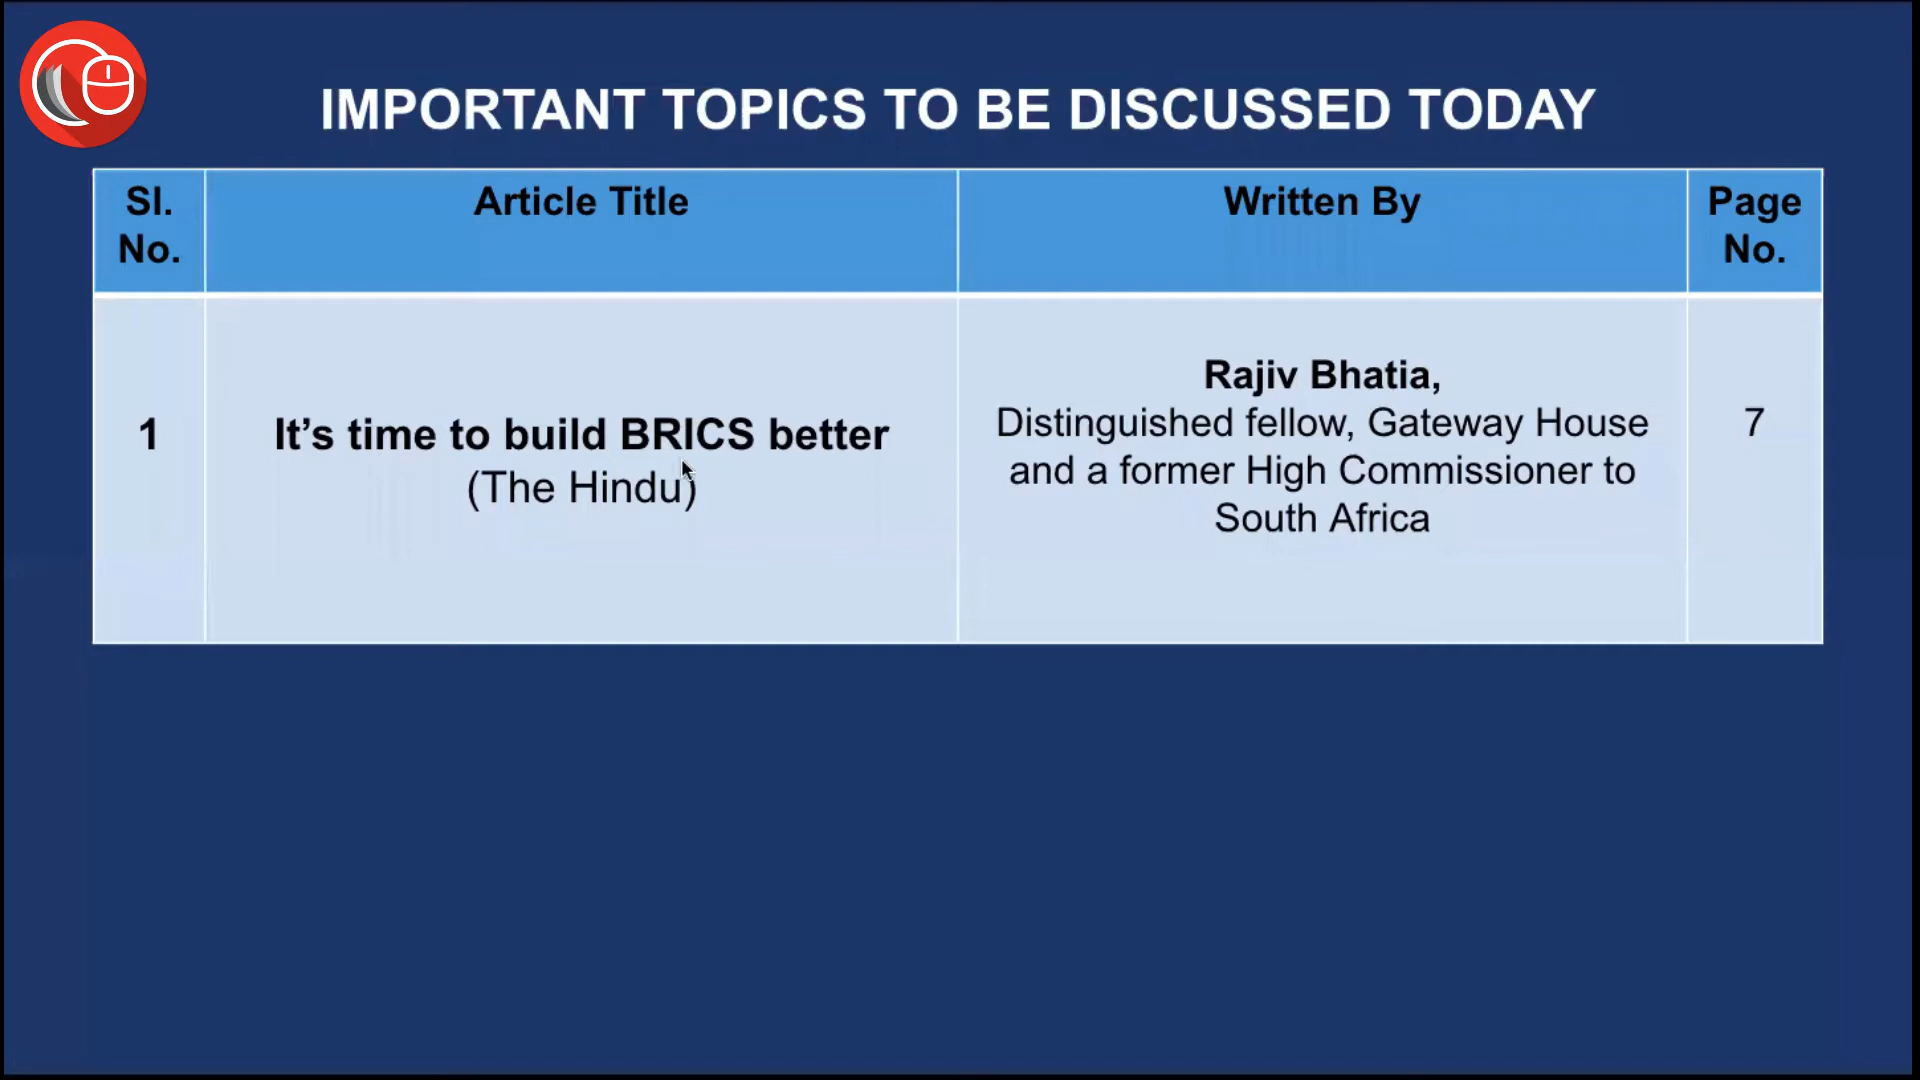 IMPORTANT TOPICS TO BE DISCUSSED TODAY
Sl. No.
Article Title
Written By
Page No.
1
It’s time to build BRICS better
(The Hindu)
Rajiv Bhatia,
Distinguished fellow, Gateway House
and a former High Commissioner to
South Africa
7